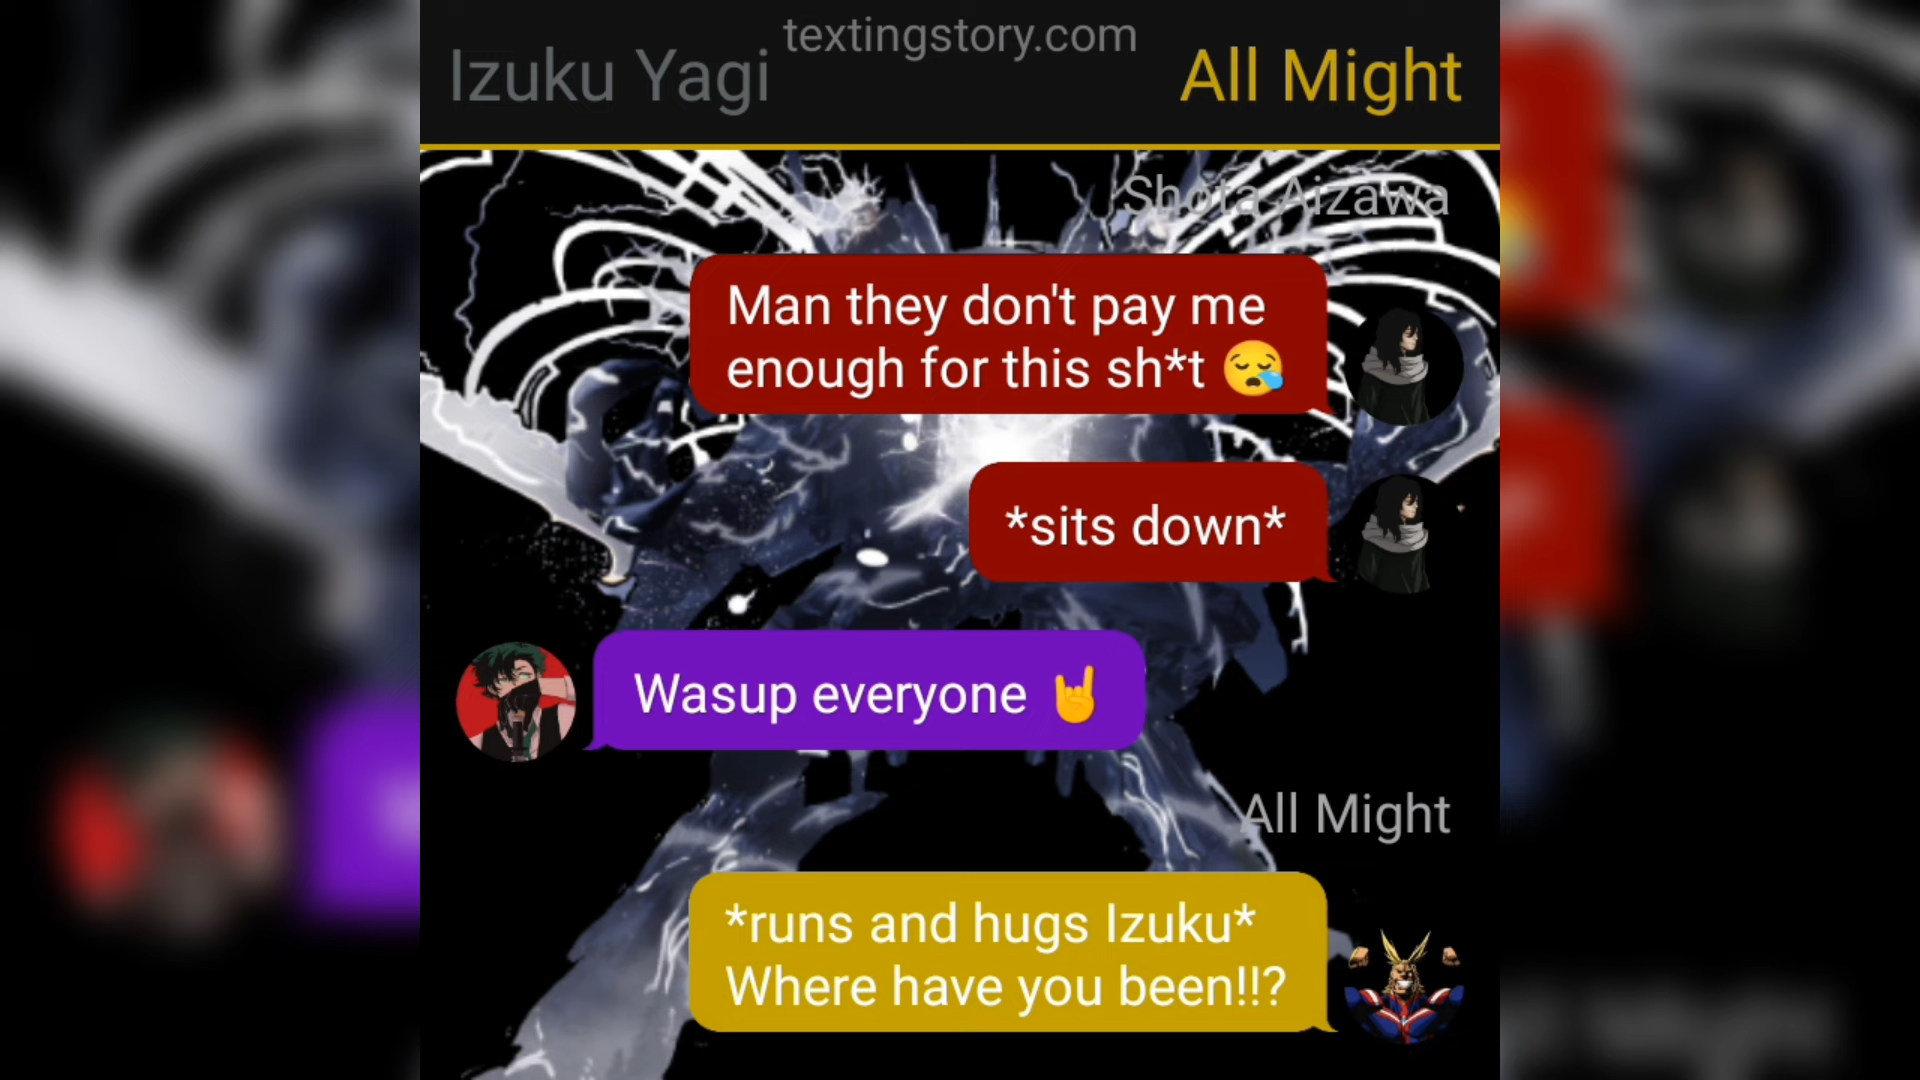 textingstory.com
Izuku Yagi
All Might
Shota Aizawa
Man they don't pay me
enough for this sh*t 😪
*sits down*
Wasup everyone 🤘
All Might
*runs and hugs Izuku*
Where have you been!!?